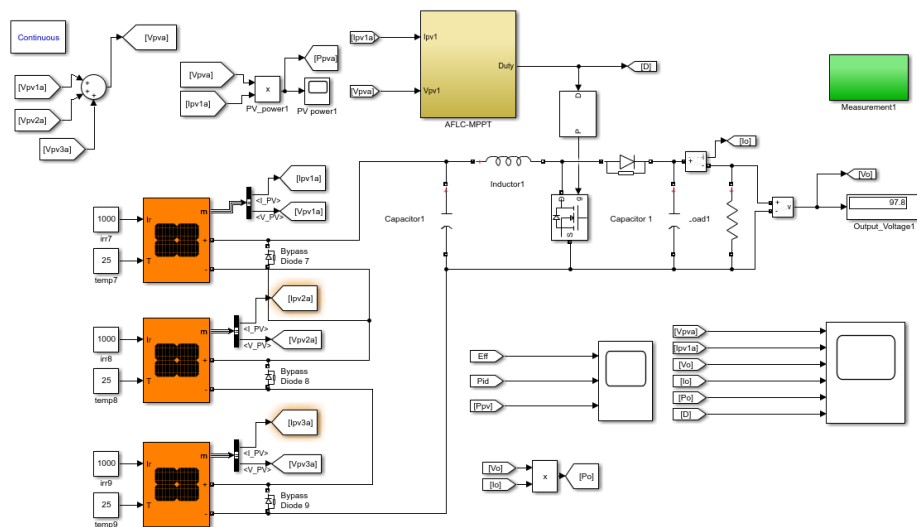 Continuous
[Vpva]
[Vpv1a]
[Vpv2a]
[Vpv3a]
+
+
+
[Vpva]
[Ipv1a]
x
PV_power1
[Ppva]
PV power1
[Ipv1a]
[Vpva]
Ipv1
Vpv1
Duty
AFLC-MPPT
[D]
D
P
Measurement1
[Io]
[Vo]
97.8
Output_Voltage1
+
-
v
+
Inductor1
Capacitor1
g
D
S
Capacitor 1
Load1
1000
irr7
25
temp7
Ir
T
m
+
-
<I_PV>
<V_PV>
[Ipv1a]
[Vpv1a]
Bypass
Diode 7
1000
irr8
25
temp8
Ir
T
m
+
-
<I_PV>
<V_PV>
[Ipv2a]
[Vpv2a]
Bypass
Diode 8
1000
irr9
25
temp9
Ir
T
m
+
-
<I_PV>
<V_PV>
[Ipv3a]
[Vpv3a]
Bypass
Diode 9
Eff
Pid
[Ppv]
[Vpva]
[Ipv1a]
[Vo]
[Io]
[Po]
[D]
[Vo]
[Io]
x
[Po]